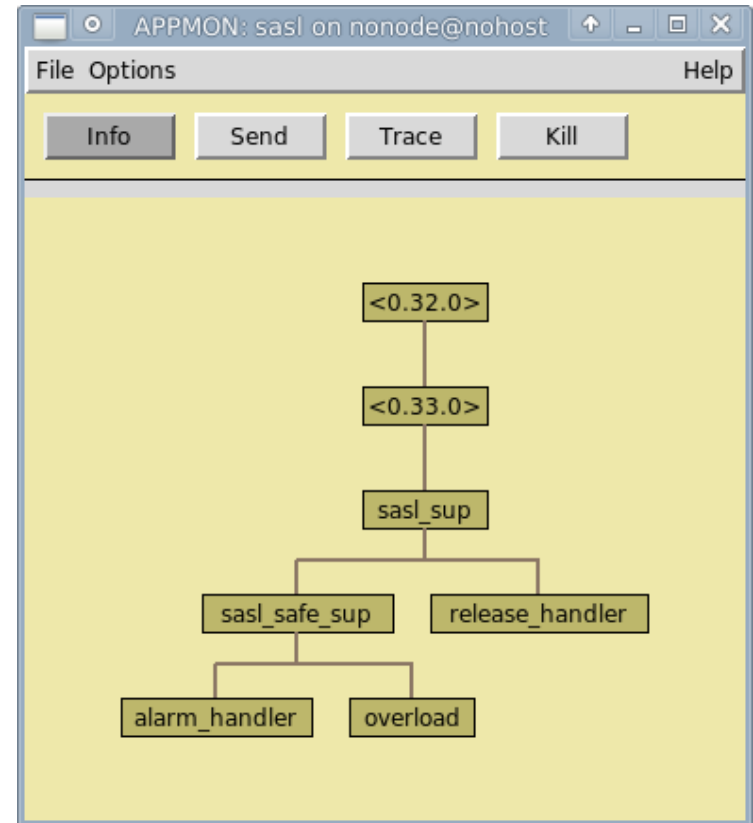 APPMON: sasl on nonode@nohost
File Options Help
Info Send Trace Kill
<0.32.0>
<0.33.0>
sasl_sup
sasl_safe_sup release_handler
alarm_handler overload